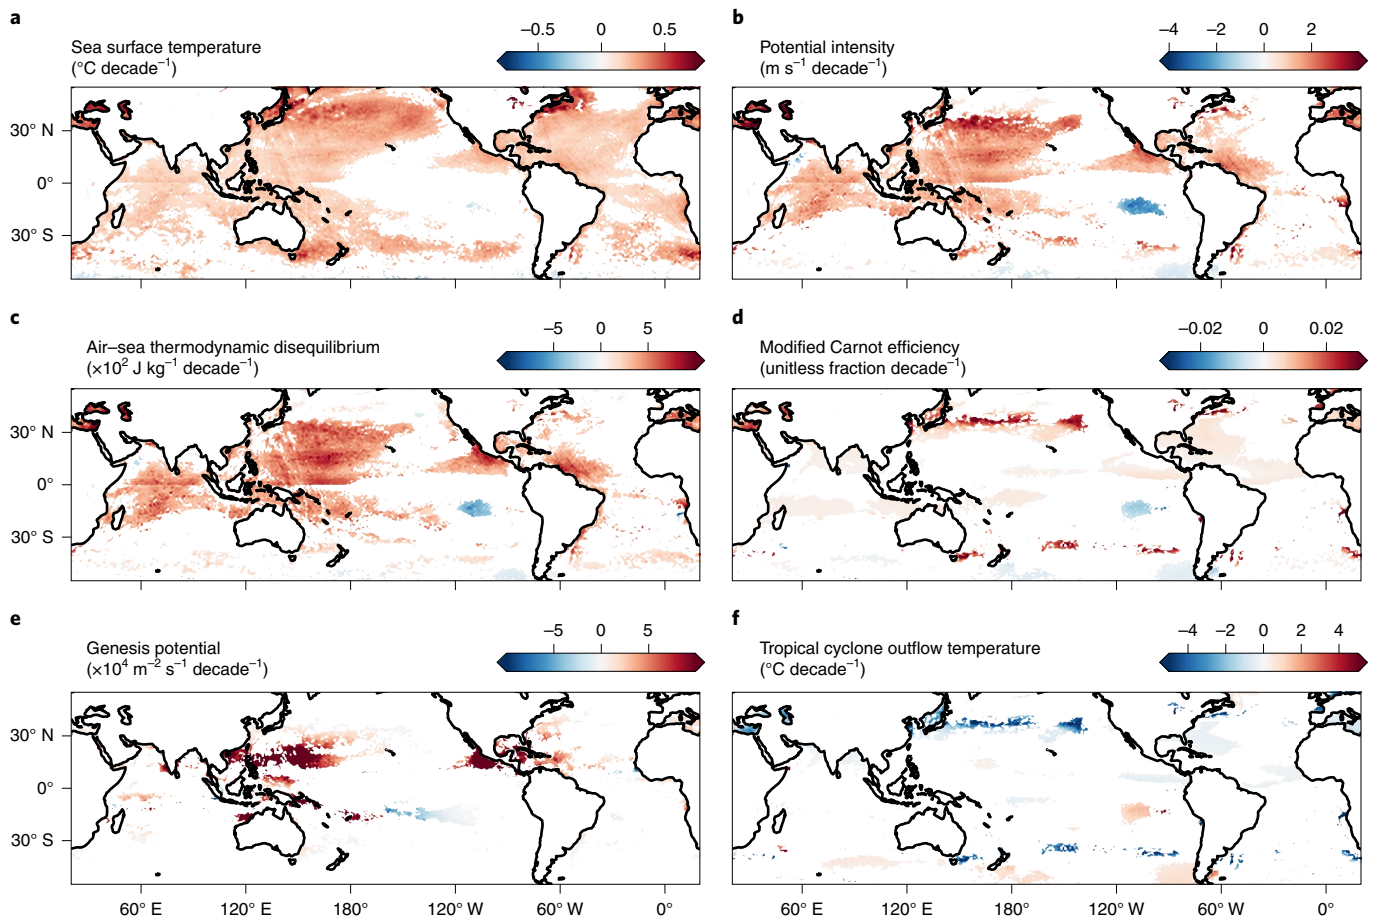 a
Sea surface temperature
(°C decade⁻¹)
−0.5 0 0.5
30° N
0°
30° S
b
Potential intensity
(m s⁻¹ decade⁻¹)
−4 −2 0 2
c
Air–sea thermodynamic disequilibrium
(×10² J kg⁻¹ decade⁻¹)
−5 0 5
30° N
0°
30° S
d
Modified Carnot efficiency
(unitless fraction decade⁻¹)
−0.02 0 0.02
e
Genesis potential
(×10⁴ m⁻² s⁻¹ decade⁻¹)
−5 0 5
30° N
0°
30° S
60° E 120° E 180° 120° W 60° W 0°
f
Tropical cyclone outflow temperature
(°C decade⁻¹)
−4 −2 0 2 4
60° E 120° E 180° 120° W 60° W 0°